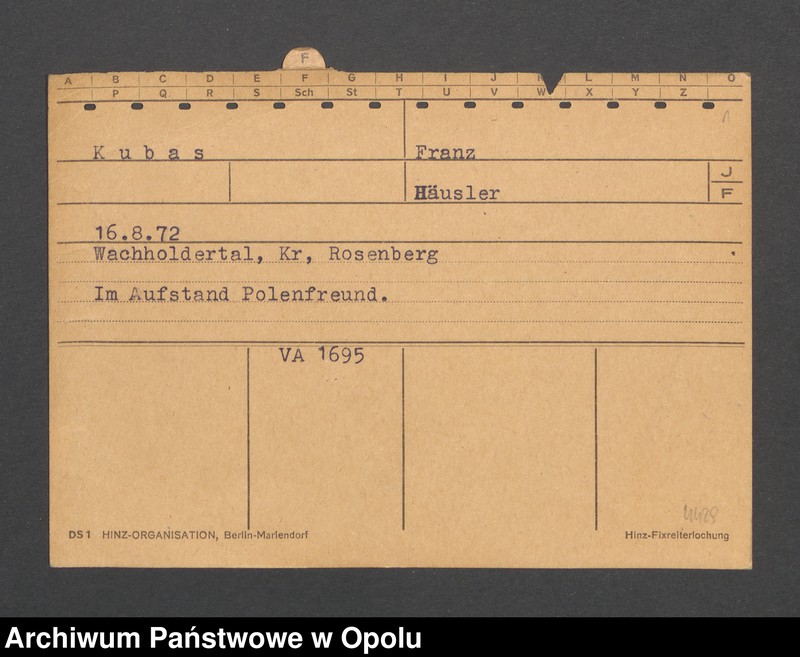 F
A B C D E F G H I J L M N O
P Q R S Sch St T U V W X Y Z
K u b a s Franz
Häusler J
F
16.8.72
Wachholdertal, Kr, Rosenberg
Im Aufstand Polenfreund.
VA 1695
4428
DS1 HINZ-ORGANISATION, Berlin-Mariendorf Hinz-Fixreiterlochung
Archiwum Państwowe w Opolu